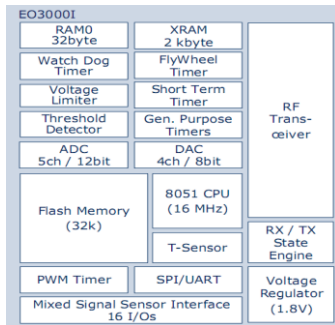 EO3000I
RAM0
32byte
XRAM
2 kbyte
Watch Dog
Timer
FlyWheel
Timer
Voltage
Limiter
Short Term
Timer
RF
Trans-
ceiver
Threshold
Detector
Gen. Purpose
Timers
ADC
5ch / 12bit
DAC
4ch / 8bit
Flash Memory
(32k)
8051 CPU
(16 MHz)
T-Sensor
RX / TX
State
Engine
PWM Timer
SPI/UART
Voltage
Regulator
(1.8V)
Mixed Signal Sensor Interface
16 I/Os